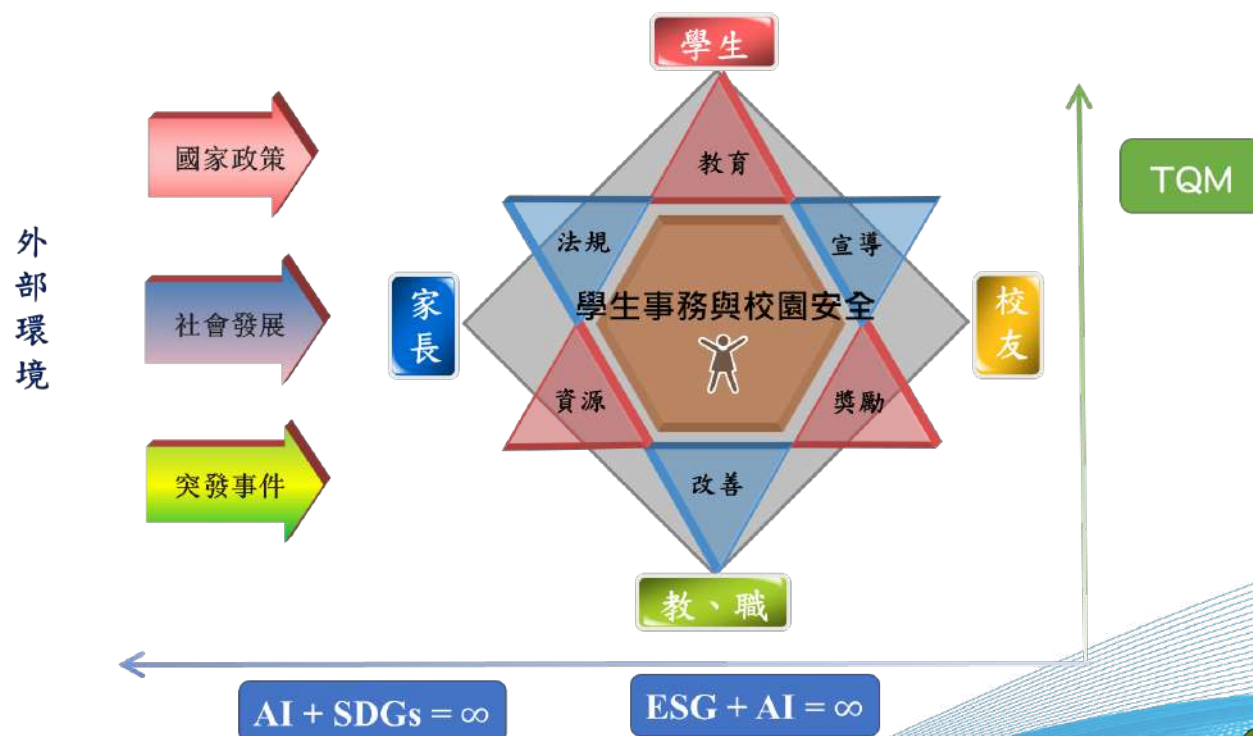 學生
國家政策
教育
TQM
外部環境
法規
宣導
社會發展
家長
學生事務與校園安全
校友
資源
獎勵
突發事件
改善
教、職
AI + SDGs = ∞
ESG + AI = ∞